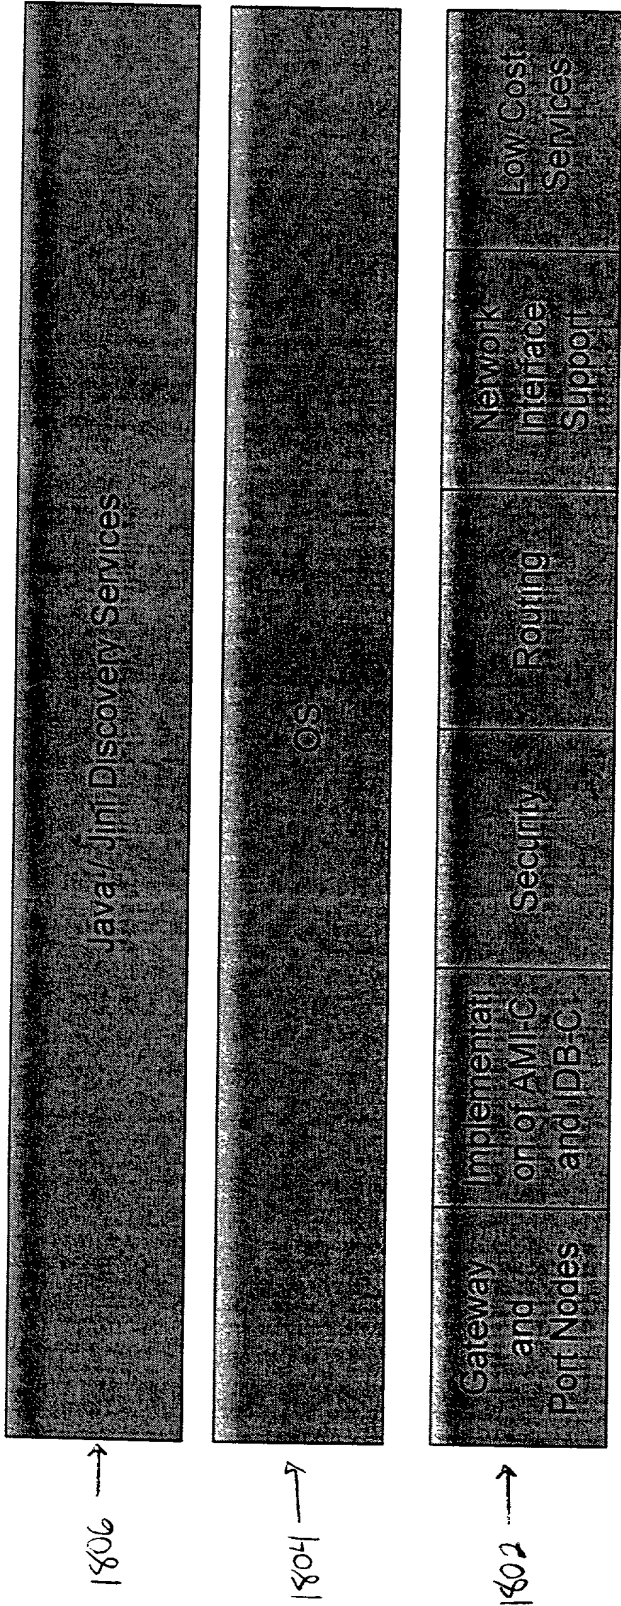 1806
Java / Jini Discovery Services
1804
OS
1802
Gateway
and
Port Nodes
Implementati
on of AMI-C
and IDB-C
Security
Routing
Network
Interface
Support
Low Cost
Services